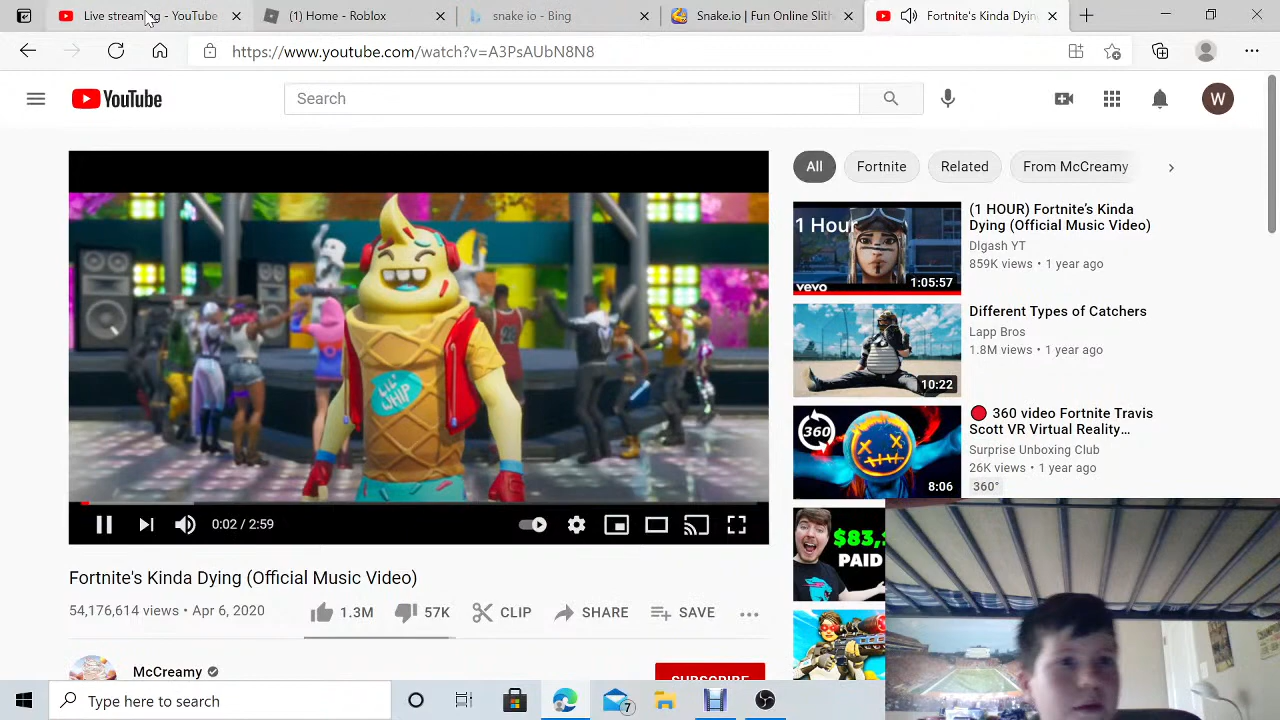 Live streaming - YouTube
(1) Home - Roblox
snake io - Bing
Snake.io | Fun Online Slith
Fortnite's Kinda Dyin
https://www.youtube.com/watch?v=A3PsAUbN8N8
YouTube
Search
W
All
Fortnite
Related
From McCreamy
1 Hour
vevo
1:05:57
(1 HOUR) Fortnite's Kinda
Dying (Official Music Video)
DIgash YT
859K views • 1 year ago
10:22
Different Types of Catchers
Lapp Bros
1.8M views • 1 year ago
360
8:06
360 video Fortnite Travis
Scott VR Virtual Reality...
Surprise Unboxing Club
26K views • 1 year ago
360°
$83,
PAID
LIL
WHIP
0:02 / 2:59
Fortnite's Kinda Dying (Official Music Video)
54,176,614 views • Apr 6, 2020
1.3M
57K
CLIP
SHARE
SAVE
McCreamy
SUBSCRIBE
Type here to search
7